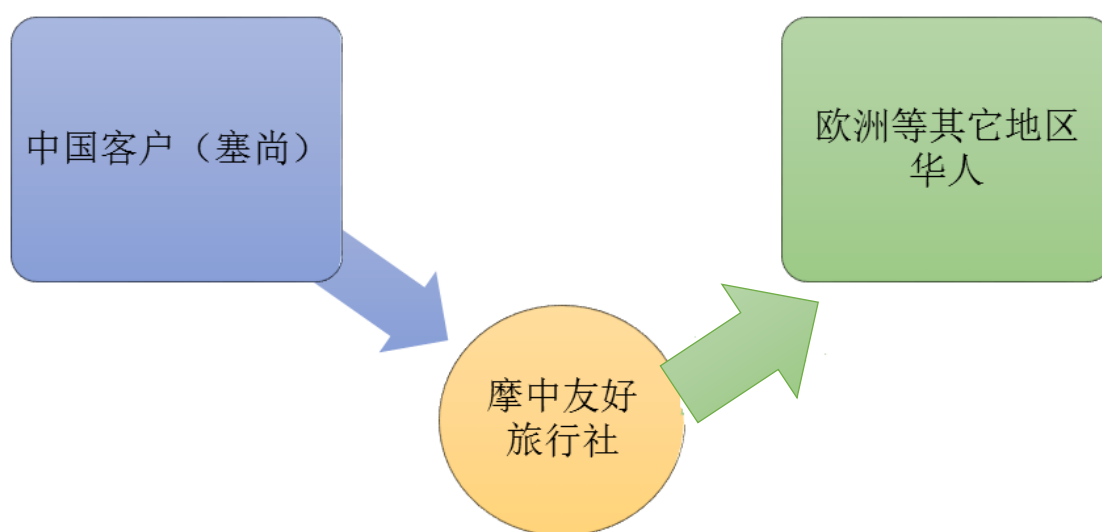 中国客户（塞尚）
欧洲等其它地区
华人
摩中友好
旅行社